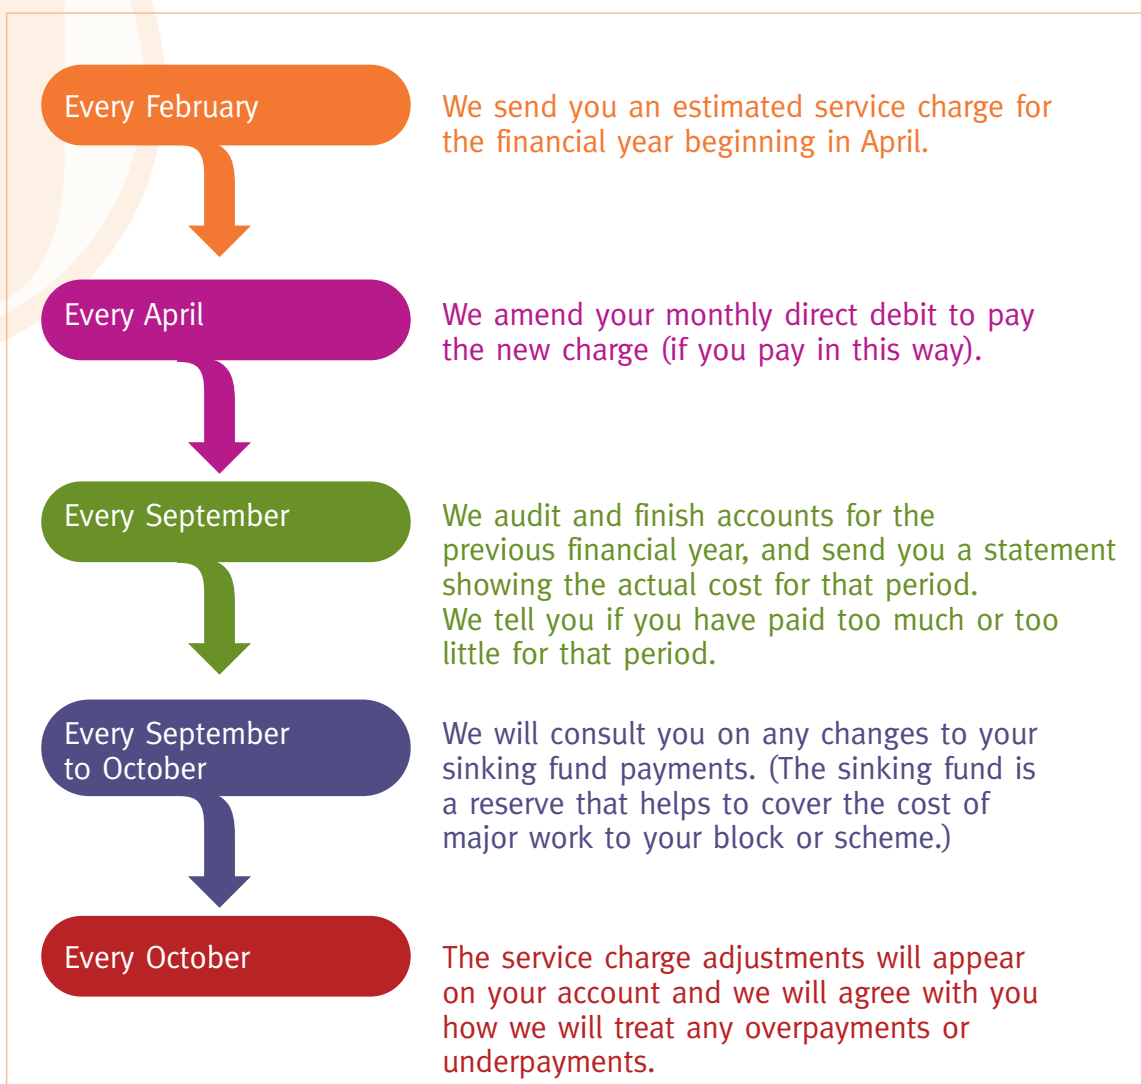 Every February
We send you an estimated service charge for
the financial year beginning in April.
Every April
We amend your monthly direct debit to pay
the new charge (if you pay in this way).
Every September
We audit and finish accounts for the
previous financial year, and send you a statement
showing the actual cost for that period.
We tell you if you have paid too much or too
little for that period.
Every September
to October
We will consult you on any changes to your
sinking fund payments. (The sinking fund is
a reserve that helps to cover the cost of
major work to your block or scheme.)
Every October
The service charge adjustments will appear
on your account and we will agree with you
how we will treat any overpayments or
underpayments.